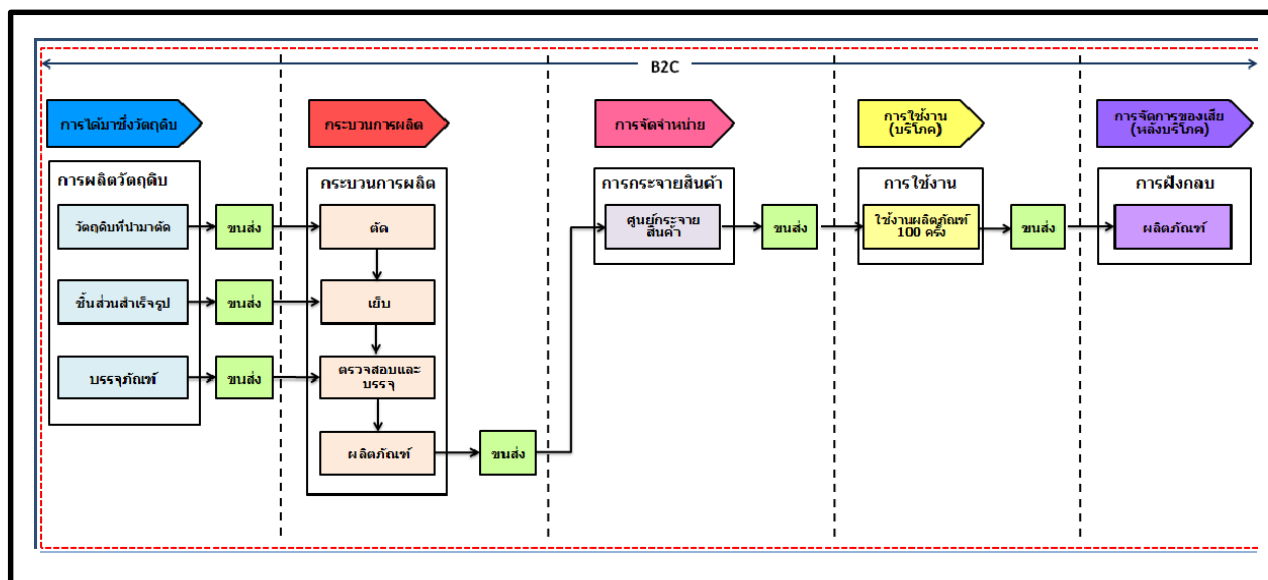 B2C
การได้มาซึ่งวัตถุดิบ
กระบวนการผลิต
การจัดจำหน่าย
การใช้งาน
(บริโภค)
การจัดการของเสีย
(หลังบริโภค)
การผลิตวัตถุดิบ
กระบวนการผลิต
การกระจายสินค้า
การใช้งาน
การฝังกลบ
วัตถุดิบที่นำมาตัด
ขนส่ง
ตัด
ศูนย์กระจาย
สินค้า
ขนส่ง
ใช้งานผลิตภัณฑ์
100 ครั้ง
ขนส่ง
ผลิตภัณฑ์
ชิ้นส่วนสำเร็จรูป
ขนส่ง
เย็บ
บรรจุภัณฑ์
ขนส่ง
ตรวจสอบและ
บรรจุ
ผลิตภัณฑ์
ขนส่ง